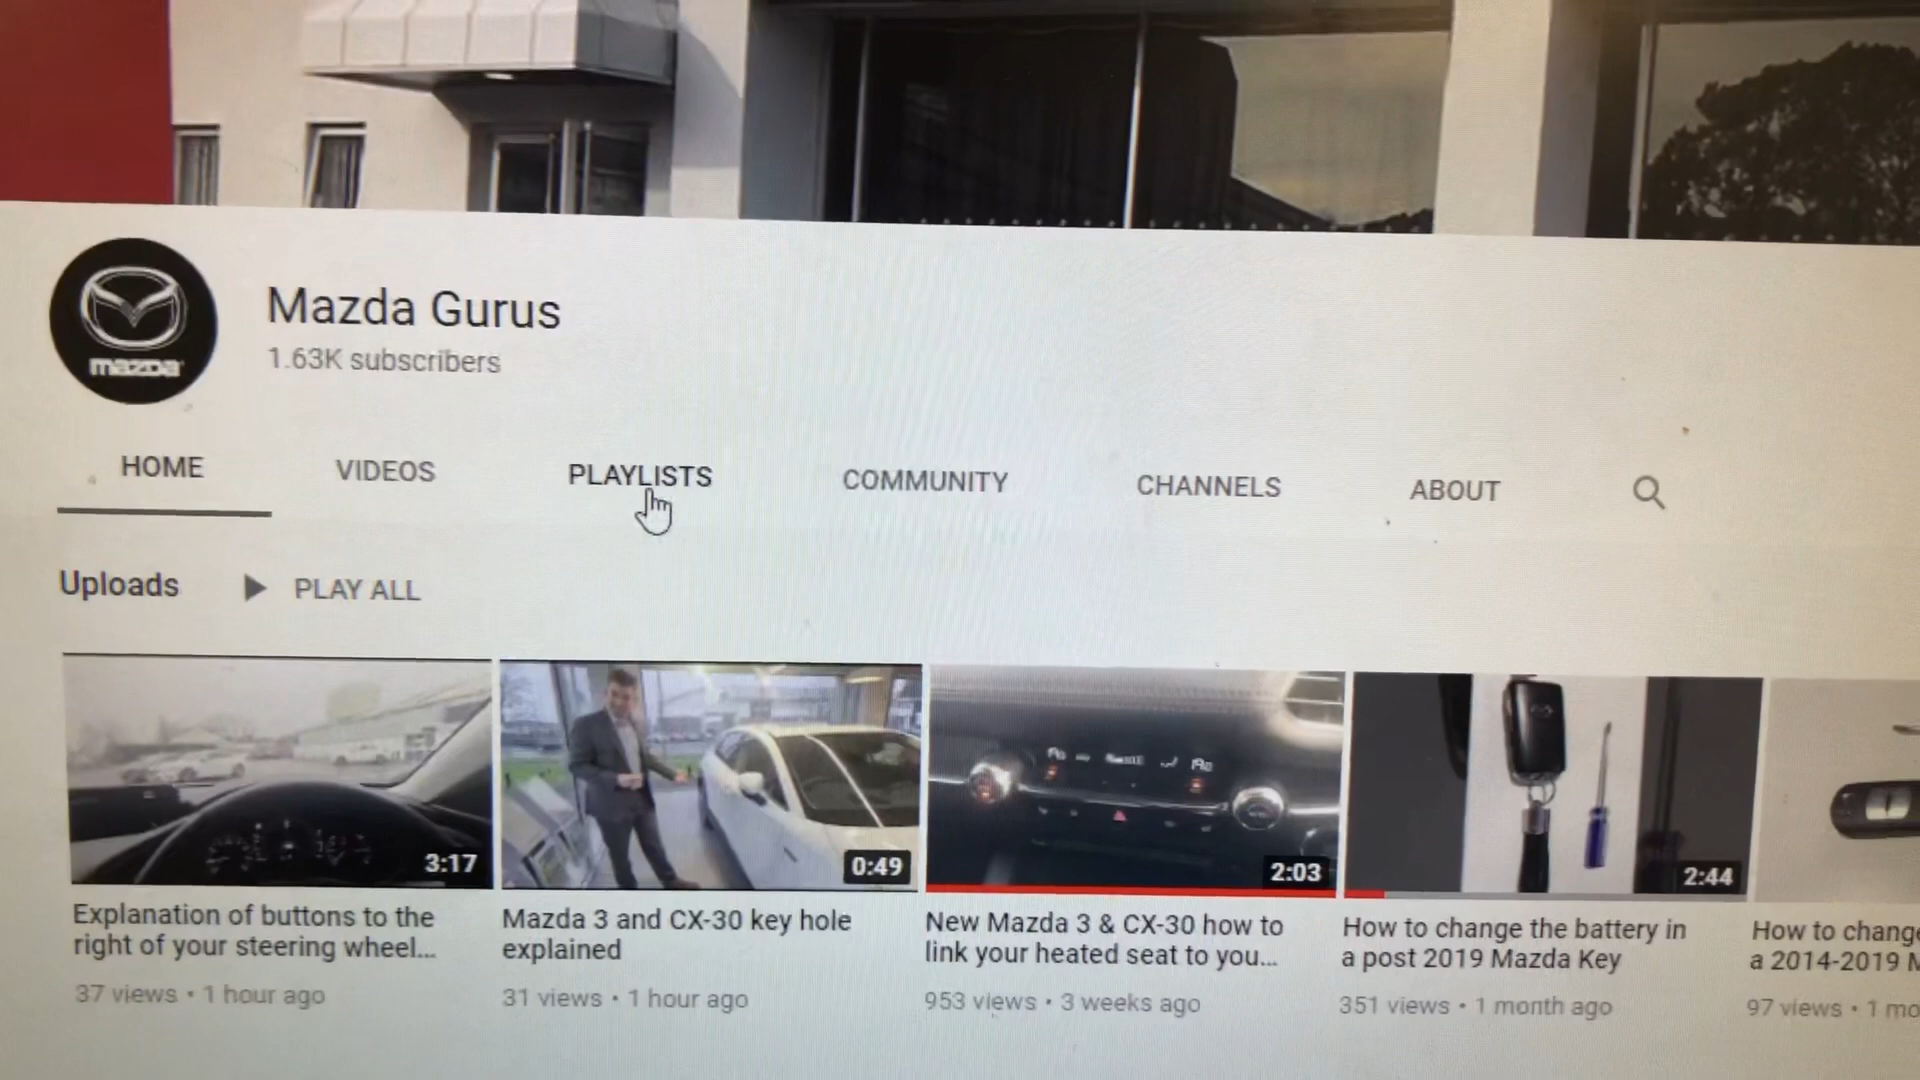 mazda
Mazda Gurus
1.63K subscribers
HOME
VIDEOS
PLAYLISTS
COMMUNITY
CHANNELS
ABOUT
Uploads
PLAY ALL
3:17
0:49
2:03
2:44
Explanation of buttons to the
right of your steering wheel...
37 views • 1 hour ago
Mazda 3 and CX-30 key hole
explained
31 views • 1 hour ago
New Mazda 3 & CX-30 how to
link your heated seat to you...
953 views • 3 weeks ago
How to change the battery in
a post 2019 Mazda Key
351 views • 1 month ago
How to change
a 2014-2019 M
97 views • 1 mo